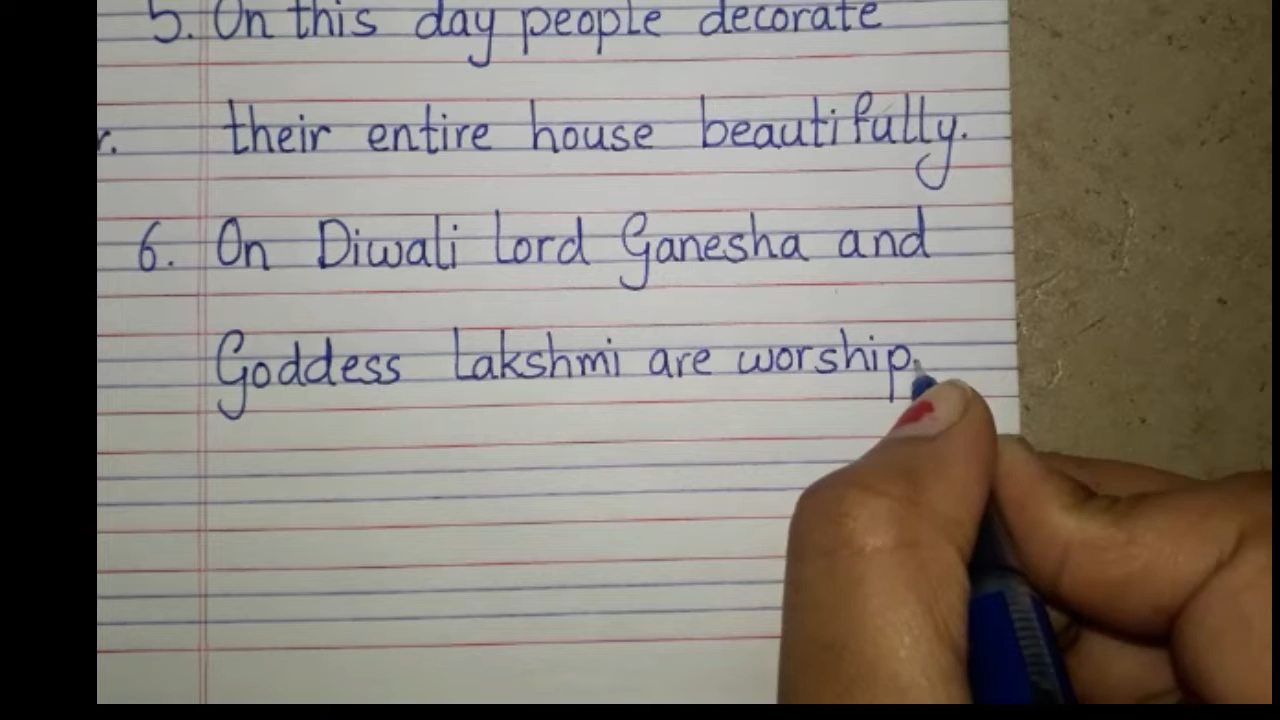 5. On this day people decorate
r. their entire house beautifully.
6. On Diwali Lord Ganesha and
Goddess Lakshmi are worship.